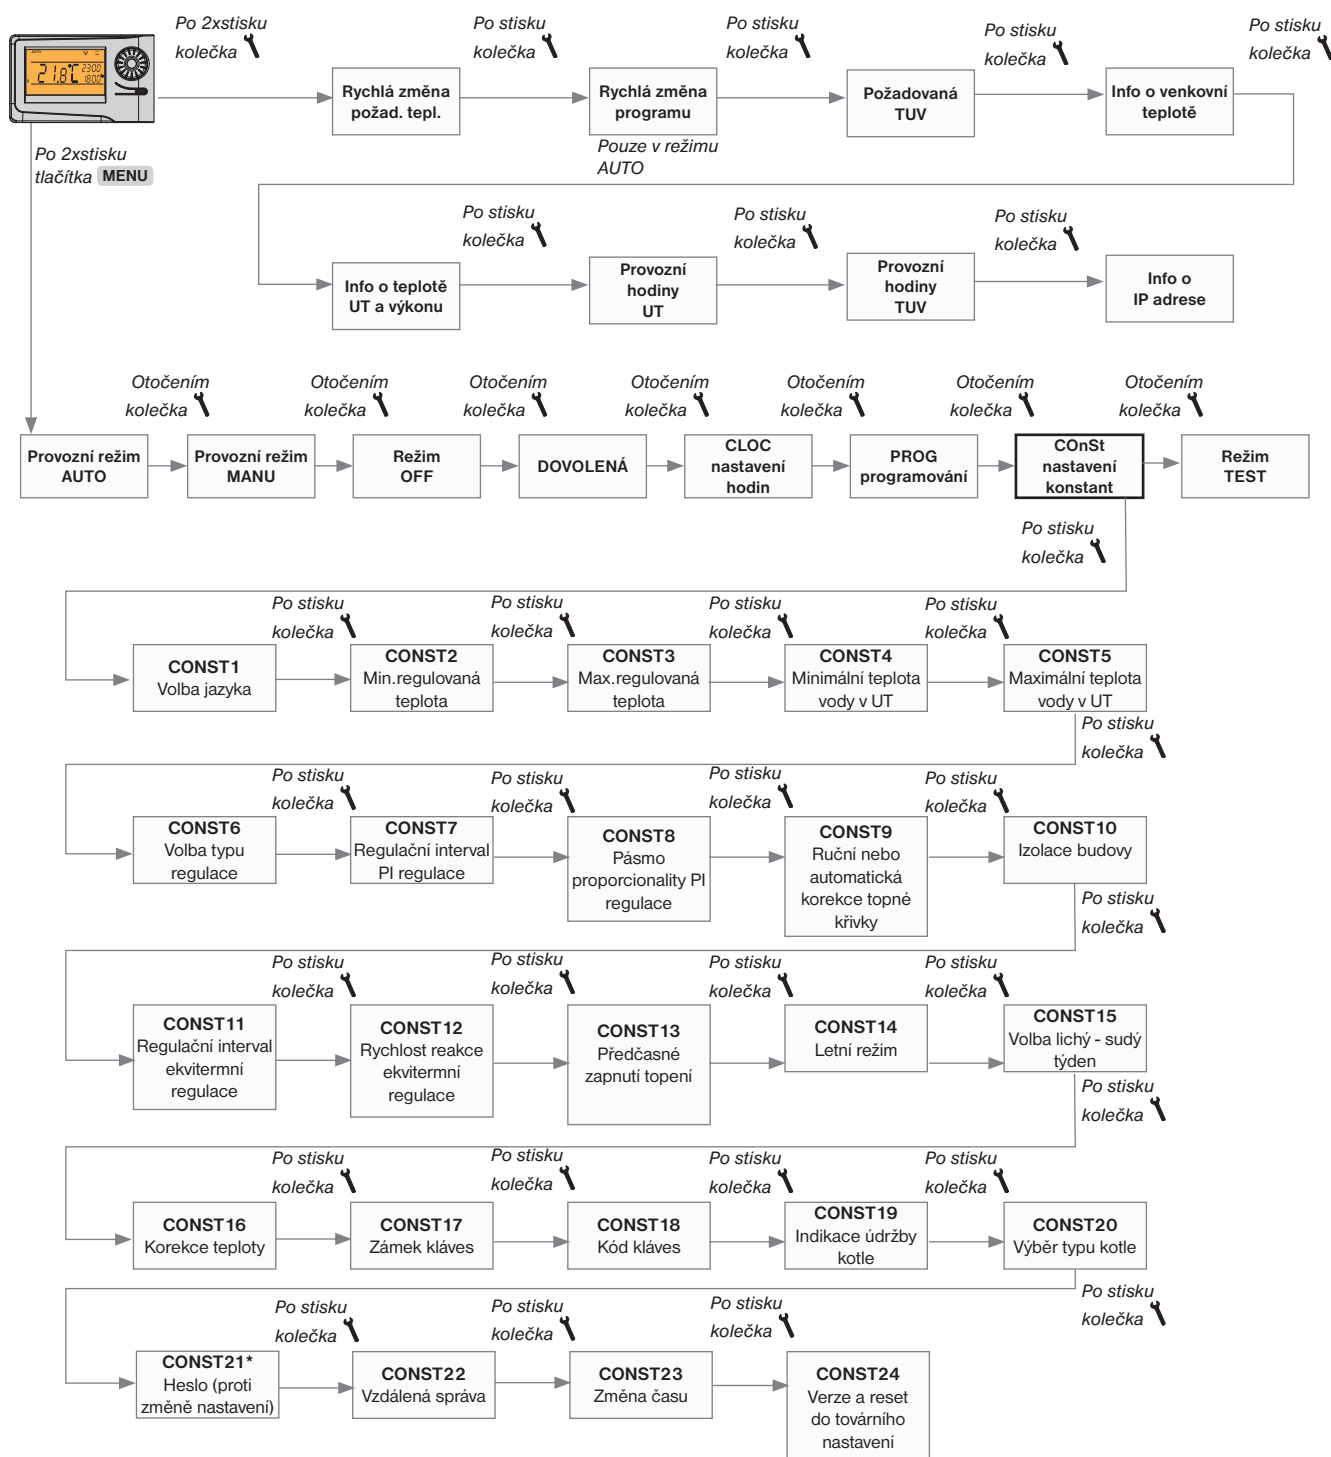 Po 2xstisku
kolečka
Po stisku
kolečka
Po stisku
kolečka
Po stisku
kolečka
Po stisku
kolečka
AUTO
21.8°C
2300
1800
Rychlá změna
požad. tepl.
Rychlá změna
programu
Požadovaná
TUV
Info o venkovní
teplotě
Pouze v režimu
AUTO
Po 2xstisku
tlačítka MENU
Po stisku
kolečka
Po stisku
kolečka
Po stisku
kolečka
Info o teplotě
UT a výkonu
Provozní
hodiny
UT
Provozní
hodiny
TUV
Info o
IP adrese
Otočením
kolečka
Otočením
kolečka
Otočením
kolečka
Otočením
kolečka
Otočením
kolečka
Otočením
kolečka
Otočením
kolečka
Provozní režim
AUTO
Provozní režim
MANU
Režim
OFF
DOVOLENÁ
CLOC
nastavení
hodin
PROG
programování
COnSt
nastavení
konstant
Režim
TEST
Po stisku
kolečka
Po stisku
kolečka
Po stisku
kolečka
Po stisku
kolečka
Po stisku
kolečka
CONST1
Volba jazyka
CONST2
Min.regulovaná
teplota
CONST3
Max.regulovaná
teplota
CONST4
Minimální teplota
vody v UT
CONST5
Maximální teplota
vody v UT
Po stisku
kolečka
Po stisku
kolečka
Po stisku
kolečka
Po stisku
kolečka
Po stisku
kolečka
CONST6
Volba typu
regulace
CONST7
Regulační interval
PI regulace
CONST8
Pásmo
proporcionality PI
regulace
CONST9
Ruční nebo
automatická
korekce topné
křivky
CONST10
Izolace budovy
Po stisku
kolečka
Po stisku
kolečka
Po stisku
kolečka
Po stisku
kolečka
Po stisku
kolečka
CONST11
Regulační interval
ekvitermní
regulace
CONST12
Rychlost reakce
ekvitermní
regulace
CONST13
Předčasné
zapnutí topení
CONST14
Letní režim
CONST15
Volba lichý - sudý
týden
Po stisku
kolečka
Po stisku
kolečka
Po stisku
kolečka
Po stisku
kolečka
Po stisku
kolečka
CONST16
Korekce teploty
CONST17
Zámek kláves
CONST18
Kód kláves
CONST19
Indikace údržby
kotle
CONST20
Výběr typu kotle
Po stisku
kolečka
Po stisku
kolečka
Po stisku
kolečka
Po stisku
kolečka
CONST21*
Heslo (proti
změně nastavení)
CONST22
Vzdálená správa
CONST23
Změna času
CONST24
Verze a reset
do továrního
nastavení